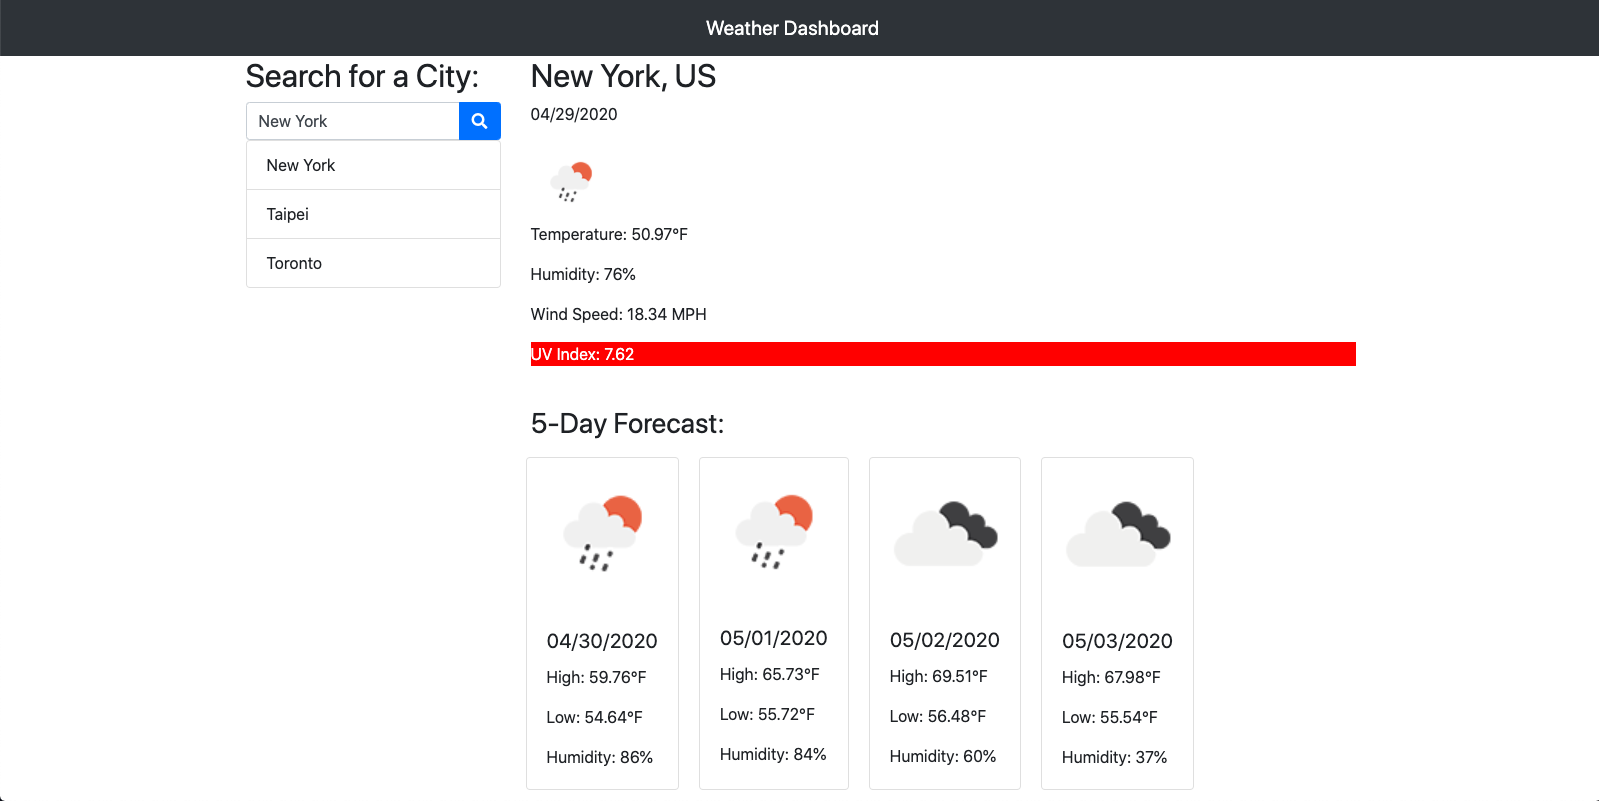 Weather Dashboard
Search for a City:
New York
New York
Taipei
Toronto
New York, US
04/29/2020
Temperature: 50.97°F
Humidity: 76%
Wind Speed: 18.34 MPH
UV Index: 7.62
5-Day Forecast:
04/30/2020
High: 59.76°F
Low: 54.64°F
Humidity: 86%
05/01/2020
High: 65.73°F
Low: 55.72°F
Humidity: 84%
05/02/2020
High: 69.51°F
Low: 56.48°F
Humidity: 60%
05/03/2020
High: 67.98°F
Low: 55.54°F
Humidity: 37%